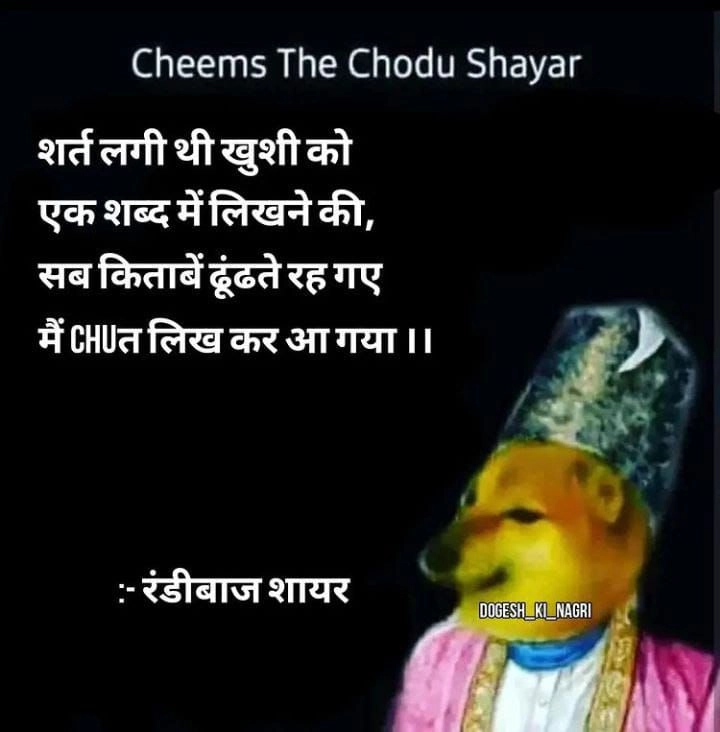 Cheems The Chodu Shayar
शर्त लगी थी खुशी को
एक शब्द में लिखने की,
सब किताबें ढूंढते रह गए
मैं CHUत लिख कर आ गया ।।
:- रंडीबाज शायर
DOGESH_KI_NAGRI